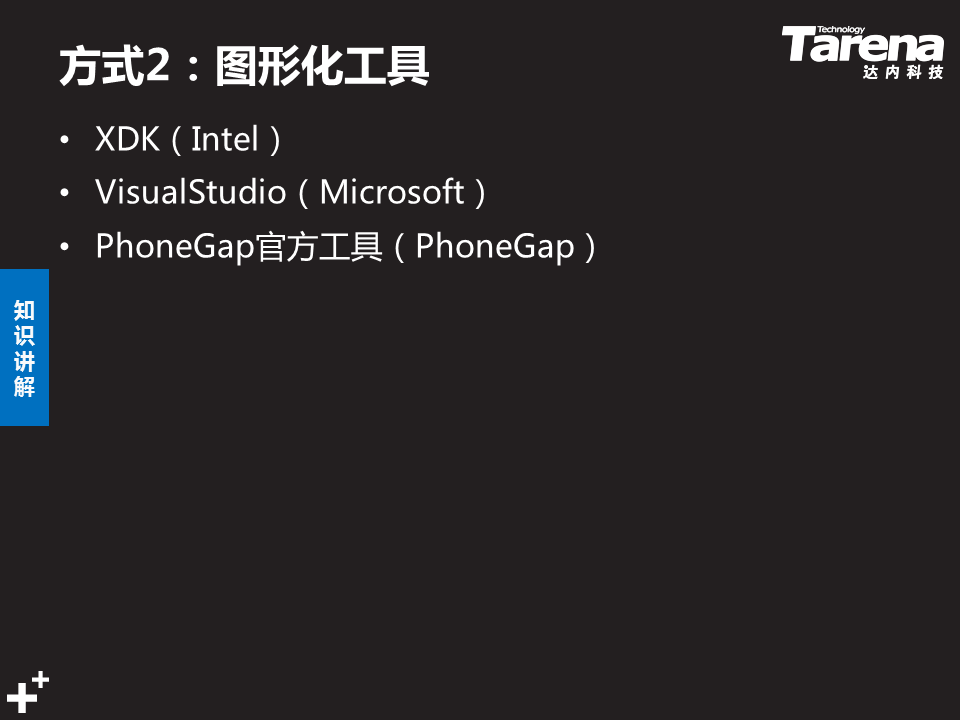 方式2：图形化工具
Technology
Tarena
达内科技
• XDK（Intel）
• VisualStudio（Microsoft）
• PhoneGap官方工具（PhoneGap）
知
识
讲
解